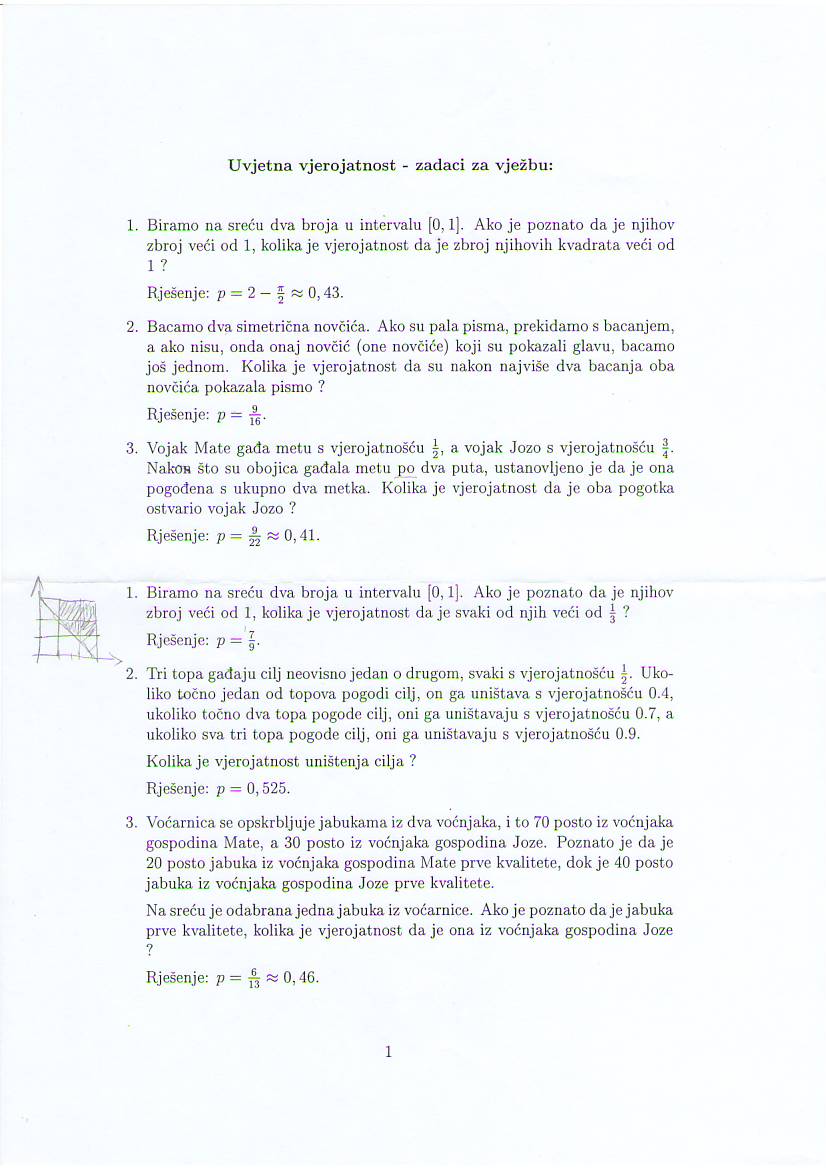 Uvjetna vjerojatnost - zadaci za vježbu:
1. Biramo na sreću dva broja u intervalu [0, 1]. Ako je poznato da je njihov
zbroj veći od 1, kolika je vjerojatnost da je zbroj njihovih kvadrata veći od
1 ?
Rješenje: p = 2 − π/2 ≈ 0, 43.
2. Bacamo dva simetrična novčića. Ako su pala pisma, prekidamo s bacanjem,
a ako nisu, onda onaj novčić (one novčiće) koji su pokazali glavu, bacamo
još jednom. Kolika je vjerojatnost da su nakon najviše dva bacanja oba
novčića pokazala pismo ?
Rješenje: p = 9/16.
3. Vojak Mate gađa metu s vjerojatnošću 1/2, a vojak Jozo s vjerojatnošću 3/4.
Nakon što su obojica gađala metu po dva puta, ustanovljeno je da je ona
pogođena s ukupno dva metka. Kolika je vjerojatnost da je oba pogotka
ostvario vojak Jozo ?
Rješenje: p = 9/22 ≈ 0, 41.
1. Biramo na sreću dva broja u intervalu [0, 1]. Ako je poznato da je njihov
zbroj veći od 1, kolika je vjerojatnost da je svaki od njih veći od 1/3 ?
Rješenje: p = 7/9.
2. Tri topa gađaju cilj neovisno jedan o drugom, svaki s vjerojatnošću 1/2. Uko-
liko točno jedan od topova pogodi cilj, on ga uništava s vjerojatnošću 0.4,
ukoliko točno dva topa pogode cilj, oni ga uništavaju s vjerojatnošću 0.7, a
ukoliko sva tri topa pogode cilj, oni ga uništavaju s vjerojatnošću 0.9.
Kolika je vjerojatnost uništenja cilja ?
Rješenje: p = 0, 525.
3. Voćarnica se opskrbljuje jabukama iz dva voćnjaka, i to 70 posto iz voćnjaka
gospodina Mate, a 30 posto iz voćnjaka gospodina Joze. Poznato je da je
20 posto jabuka iz voćnjaka gospodina Mate prve kvalitete, dok je 40 posto
jabuka iz voćnjaka gospodina Joze prve kvalitete.
Na sreću je odabrana jedna jabuka iz voćarnice. Ako je poznato da je jabuka
prve kvalitete, kolika je vjerojatnost da je ona iz voćnjaka gospodina Joze
?
Rješenje: p = 6/13 ≈ 0, 46.
1